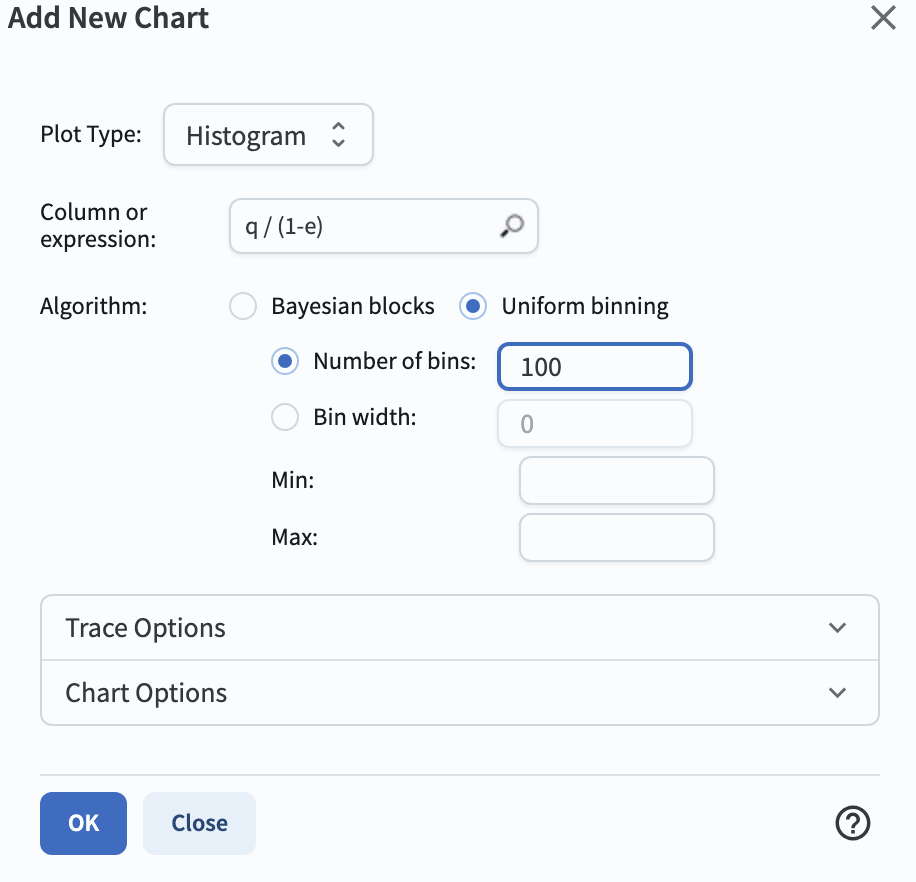 Add New Chart
Plot Type: Histogram
Column or
expression:
q / (1-e)
Algorithm: Bayesian blocks Uniform binning
Number of bins: 100
Bin width: 0
Min:
Max:
Trace Options
Chart Options
OK Close ?